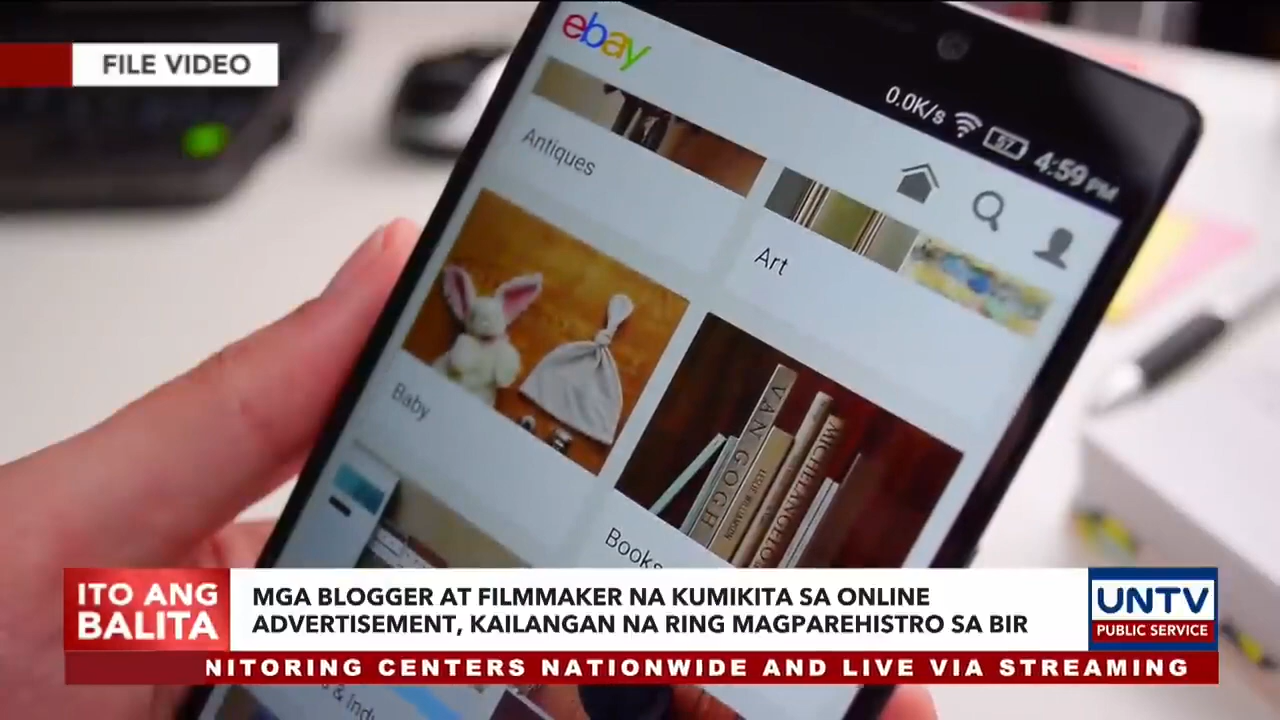 FILE VIDEO
ebay
0.0K/s 57 4:59 PM
Antiques
Art
Baby
VAN GOGH
MICHELANGELO
Books
ITO ANG BALITA
MGA BLOGGER AT FILMMAKER NA KUMIKITA SA ONLINE
ADVERTISEMENT, KAILANGAN NA RING MAGPAREHISTRO SA BIR
UNTV
PUBLIC SERVICE
NITORING CENTERS NATIONWIDE AND LIVE VIA STREAMING